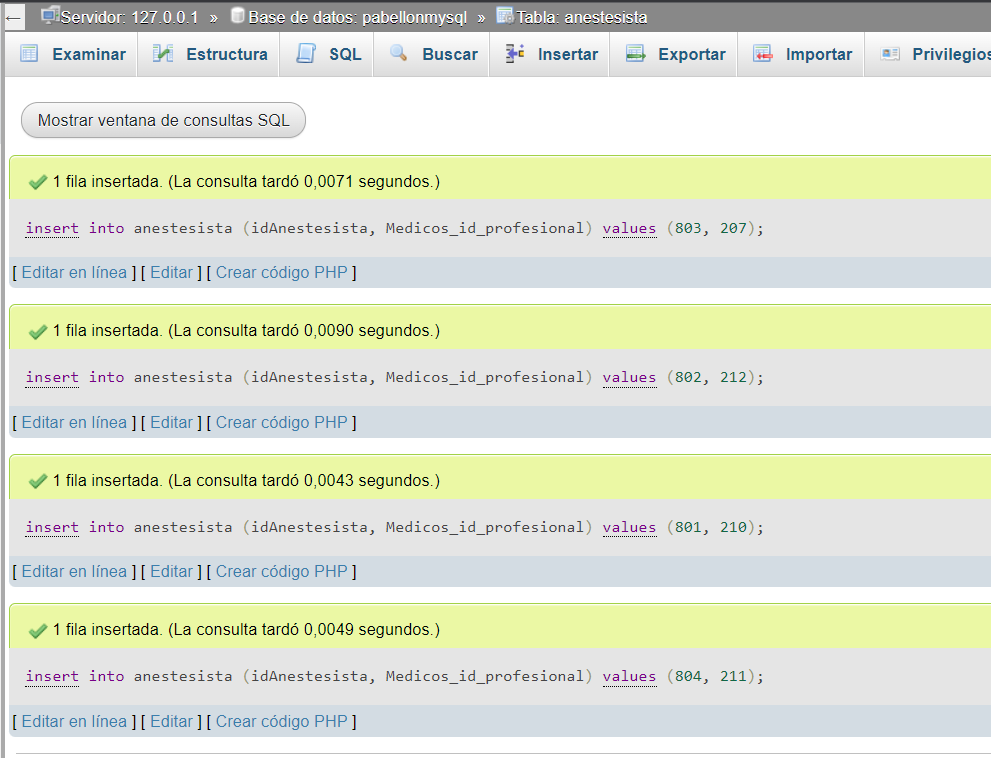 ← Servidor: 127.0.0.1 » Base de datos: pabellonmysql » Tabla: anestesista
Examinar Estructura SQL Buscar Insertar Exportar Importar Privilegios
Mostrar ventana de consultas SQL
1 fila insertada. (La consulta tardó 0,0071 segundos.)
insert into anestesista (idAnestesista, Medicos_id_profesional) values (803, 207);
[ Editar en línea ] [ Editar ] [ Crear código PHP ]
1 fila insertada. (La consulta tardó 0,0090 segundos.)
insert into anestesista (idAnestesista, Medicos_id_profesional) values (802, 212);
[ Editar en línea ] [ Editar ] [ Crear código PHP ]
1 fila insertada. (La consulta tardó 0,0043 segundos.)
insert into anestesista (idAnestesista, Medicos_id_profesional) values (801, 210);
[ Editar en línea ] [ Editar ] [ Crear código PHP ]
1 fila insertada. (La consulta tardó 0,0049 segundos.)
insert into anestesista (idAnestesista, Medicos_id_profesional) values (804, 211);
[ Editar en línea ] [ Editar ] [ Crear código PHP ]